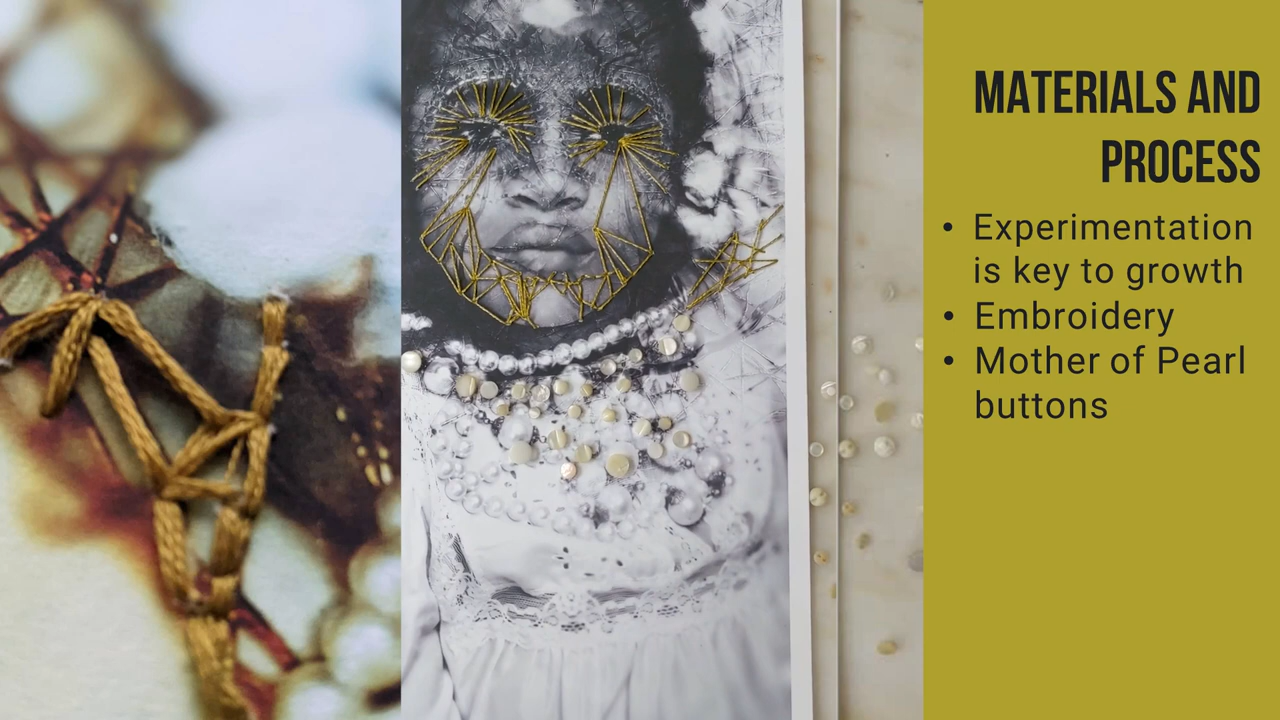 MATERIALS AND
PROCESS
• Experimentation
is key to growth
• Embroidery
• Mother of Pearl
buttons